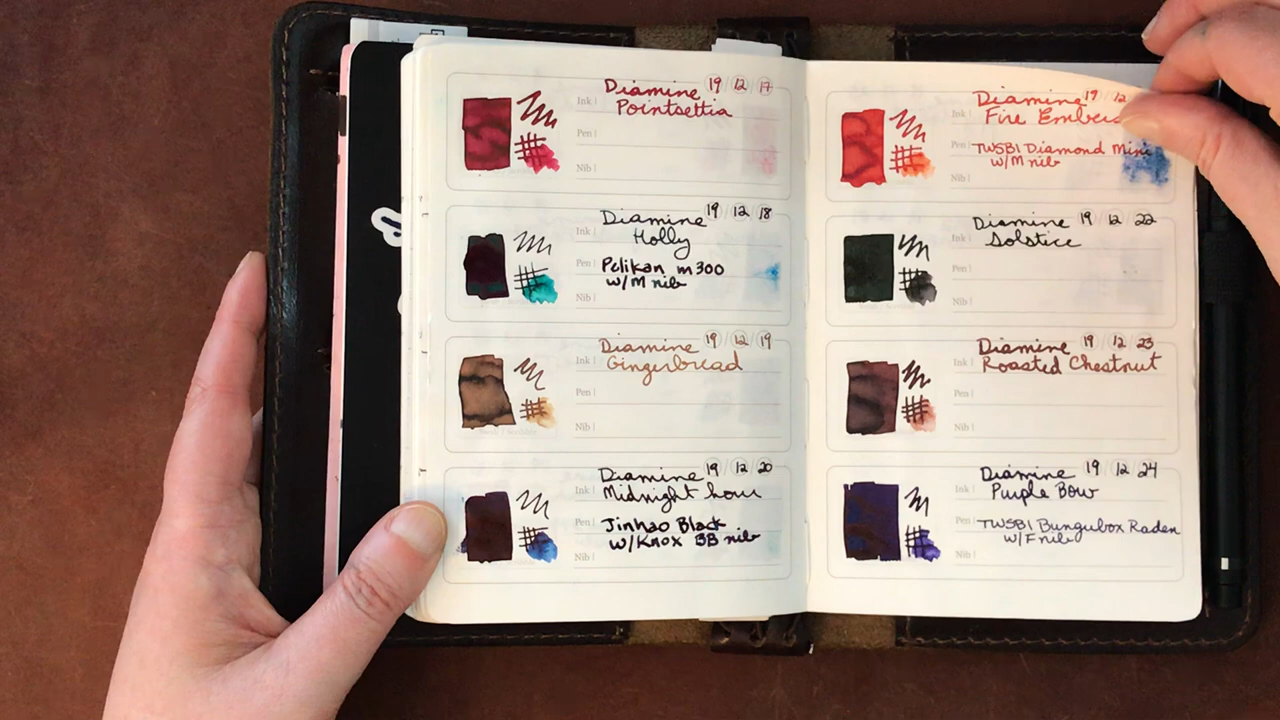 Diamine 19 12 17
Ink | Pointsettia
Pen |
Nib |
Diamine 19 12 18
Ink | Holly
Pen | Pelikan m300
w/M nib
Nib |
Diamine 19 12 19
Ink | Gingerbread
Pen |
Nib |
Diamine 19 12 20
Ink | Midnight hour
Pen | Jinhao Black
w/Knox BB nib
Nib |
Diamine 19 12
Ink | Fire Embers
Pen | TWSBI Diamond Mini
w/M nib
Nib |
Diamine 19 12 22
Ink | Solstice
Pen |
Nib |
Diamine 19 12 23
Ink | Roasted Chestnut
Pen |
Nib |
Diamine 19 12 24
Ink | Purple Bow
Pen | TWSBI Bungubox Raden
w/F nib
Nib |